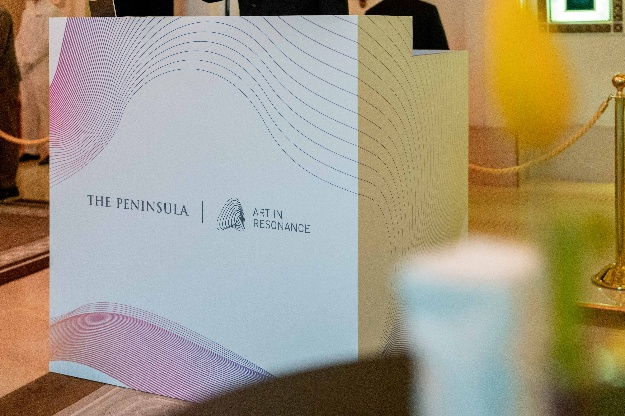 THE PENINSULA
ART IN
RESONANCE